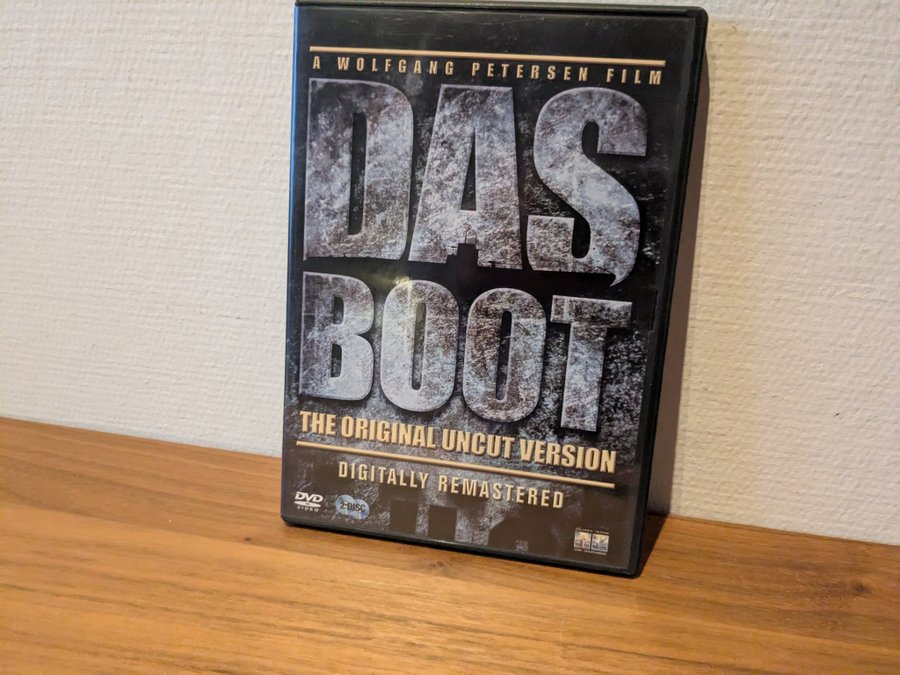 A WOLFGANG PETERSEN FILM
DAS
BOOT
THE ORIGINAL UNCUT VERSION
DIGITALLY REMASTERED
DVD
VIDEO
2-DISC